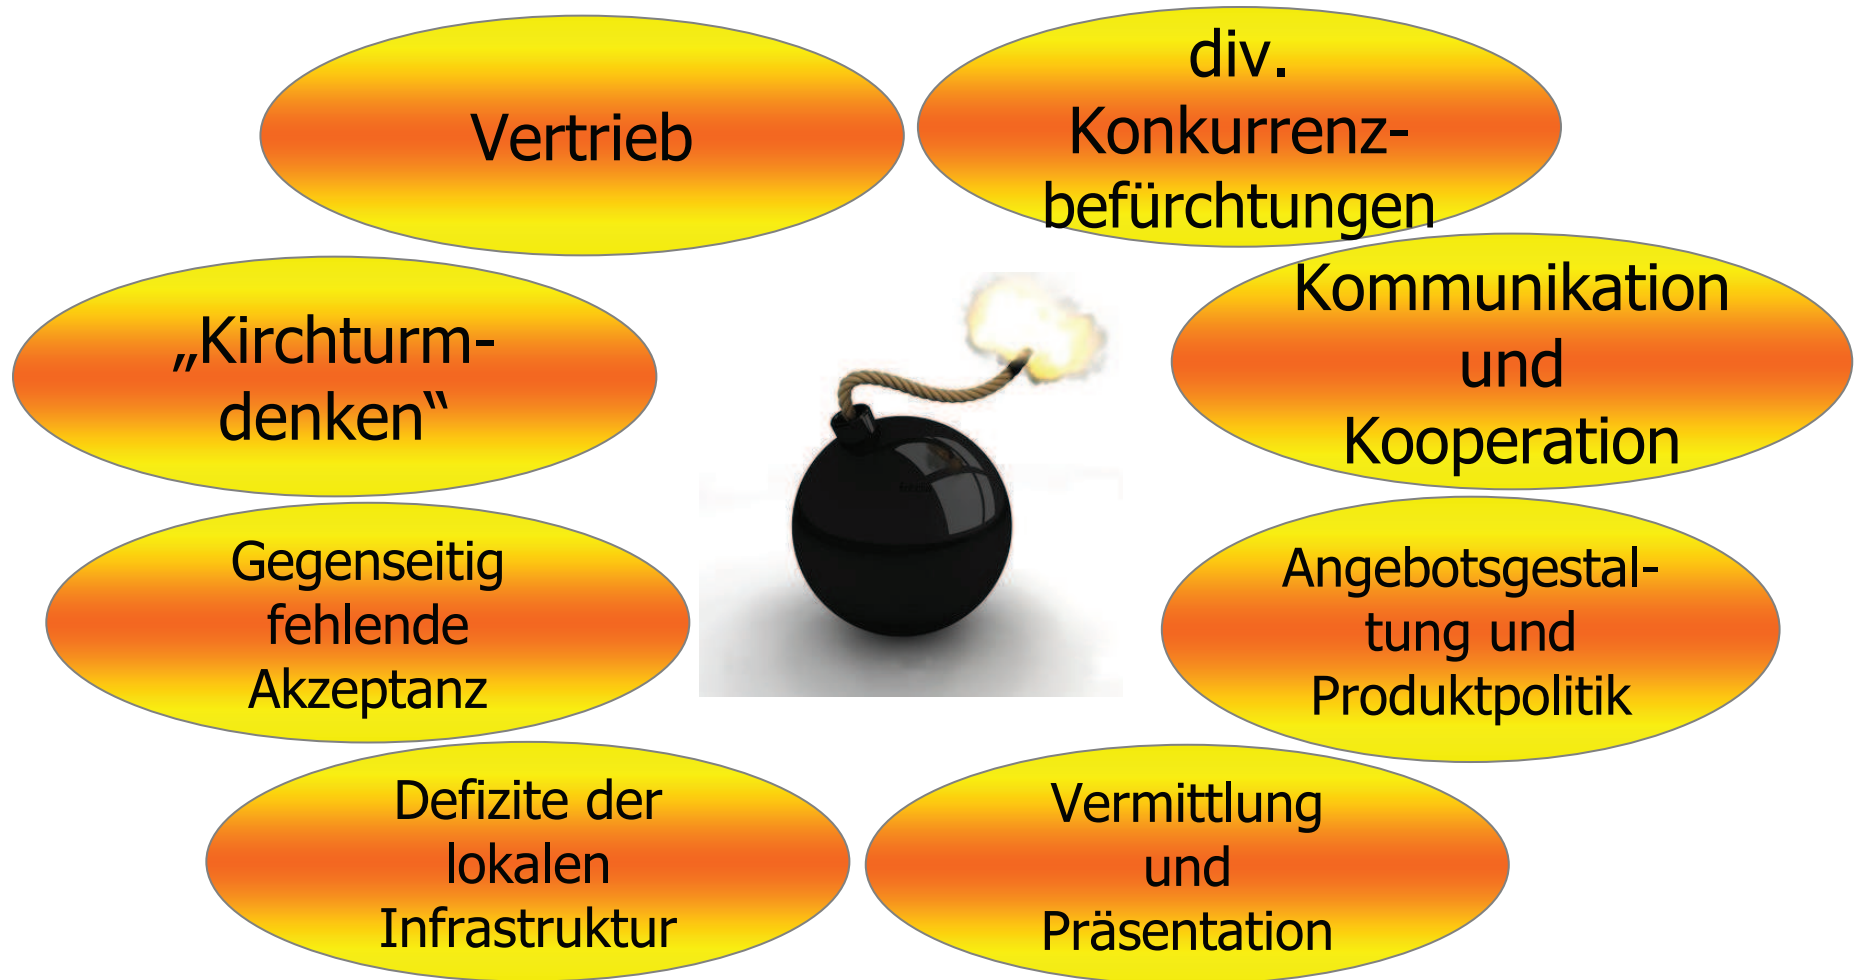 Vertrieb
div.
Konkurrenz-
befürchtungen
„Kirchturm-
denken“
Kommunikation
und
Kooperation
Gegenseitig
fehlende
Akzeptanz
Angebotsgestal-
tung und
Produktpolitik
Defizite der
lokalen
Infrastruktur
Vermittlung
und
Präsentation